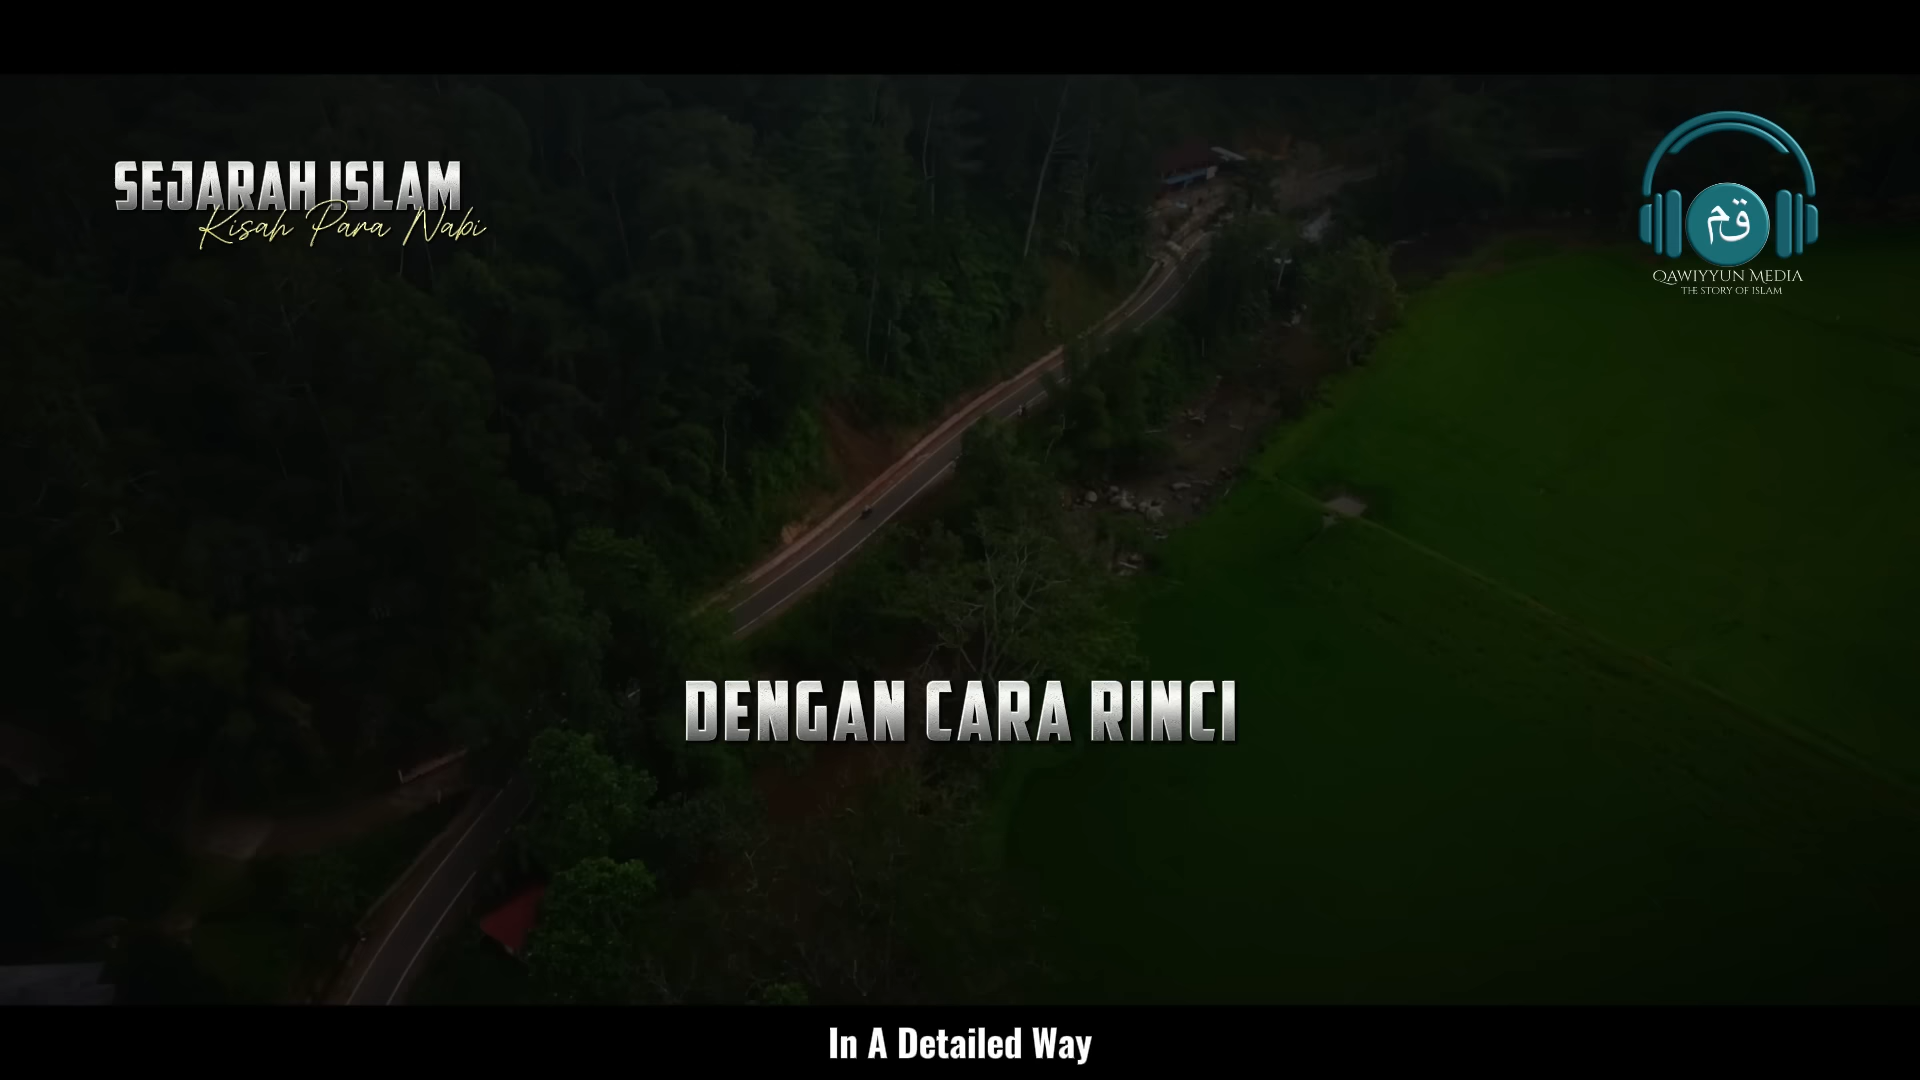 SEJARAH ISLAM
Kisah Para Nabi
قم
QAWIYYUN MEDIA
THE STORY OF ISLAM
DENGAN CARA RINCI
In A Detailed Way